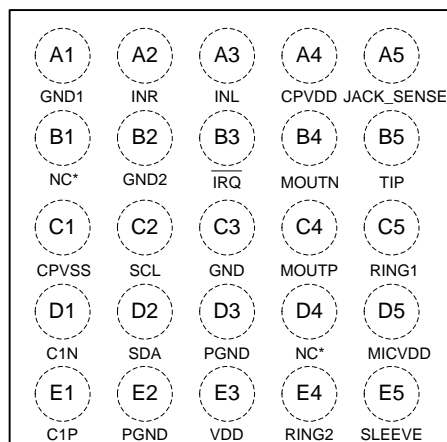 A1 A2 A3 A4 A5
GND1 INR INL CPVDD JACK_SENSE
B1 B2 B3 B4 B5
NC* GND2 IRQ MOUTN TIP
C1 C2 C3 C4 C5
CPVSS SCL GND MOUTP RING1
D1 D2 D3 D4 D5
C1N SDA PGND NC* MICVDD
E1 E2 E3 E4 E5
C1P PGND VDD RING2 SLEEVE